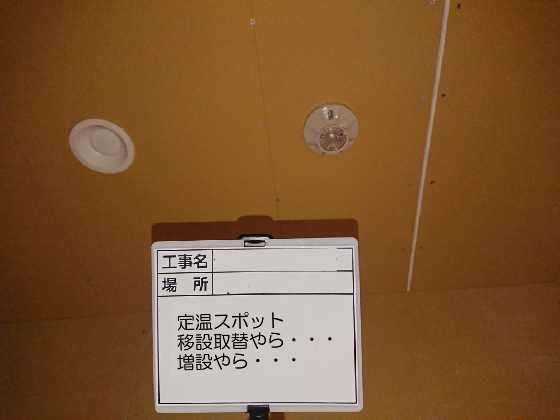 工事名
場　所
定温スポット
移設取替やら・・・
増設やら・・・